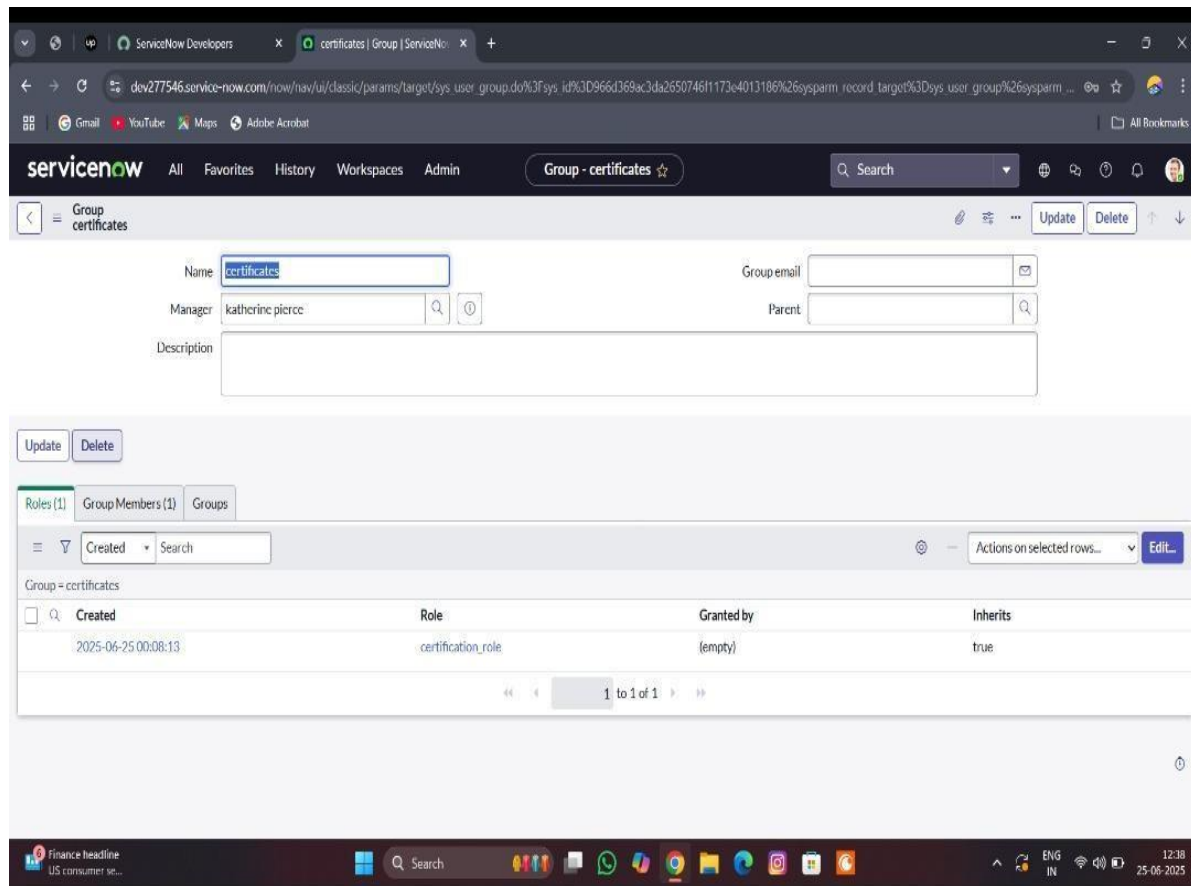 up ServiceNow Developers × certificates | Group | ServiceNo × +
dev277546.service-now.com/now/nav/ui/classic/params/target/sys_user_group.do%3Fsys_id%3D966d369ac3da2650746f1173e4013186%26sysparm_record_target%3Dsys_user_group%26sysparm_...
Gmail YouTube Maps Adobe Acrobat All Bookmarks
servicenow All Favorites History Workspaces Admin Group - certificates Search
Group
certificates
Update Delete
Name certificates Group email
Manager katherine pierce Parent
Description
Update Delete
Roles (1) Group Members (1) Groups
Created Search Actions on selected rows... Edit...
Group = certificates
Created Role Granted by Inherits
2025-06-25 00:08:13 certification_role (empty) true
1 to 1 of 1
6 Finance headline
US consumer se...
Search
ENG
IN
12:38
25-06-2025